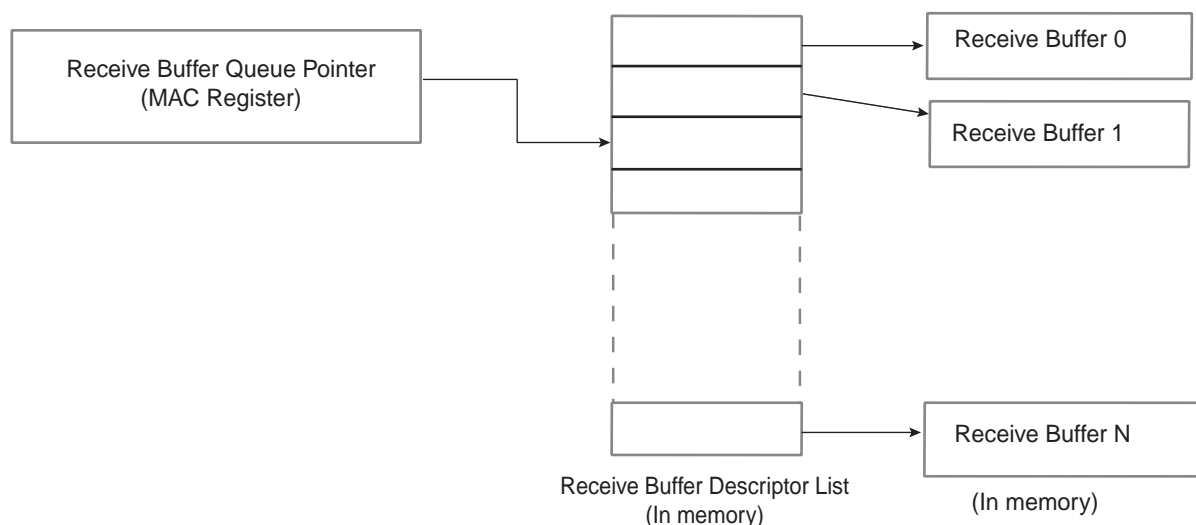 Receive Buffer Queue Pointer
(MAC Register)
Receive Buffer 0
Receive Buffer 1
Receive Buffer N
Receive Buffer Descriptor List
(In memory)
(In memory)